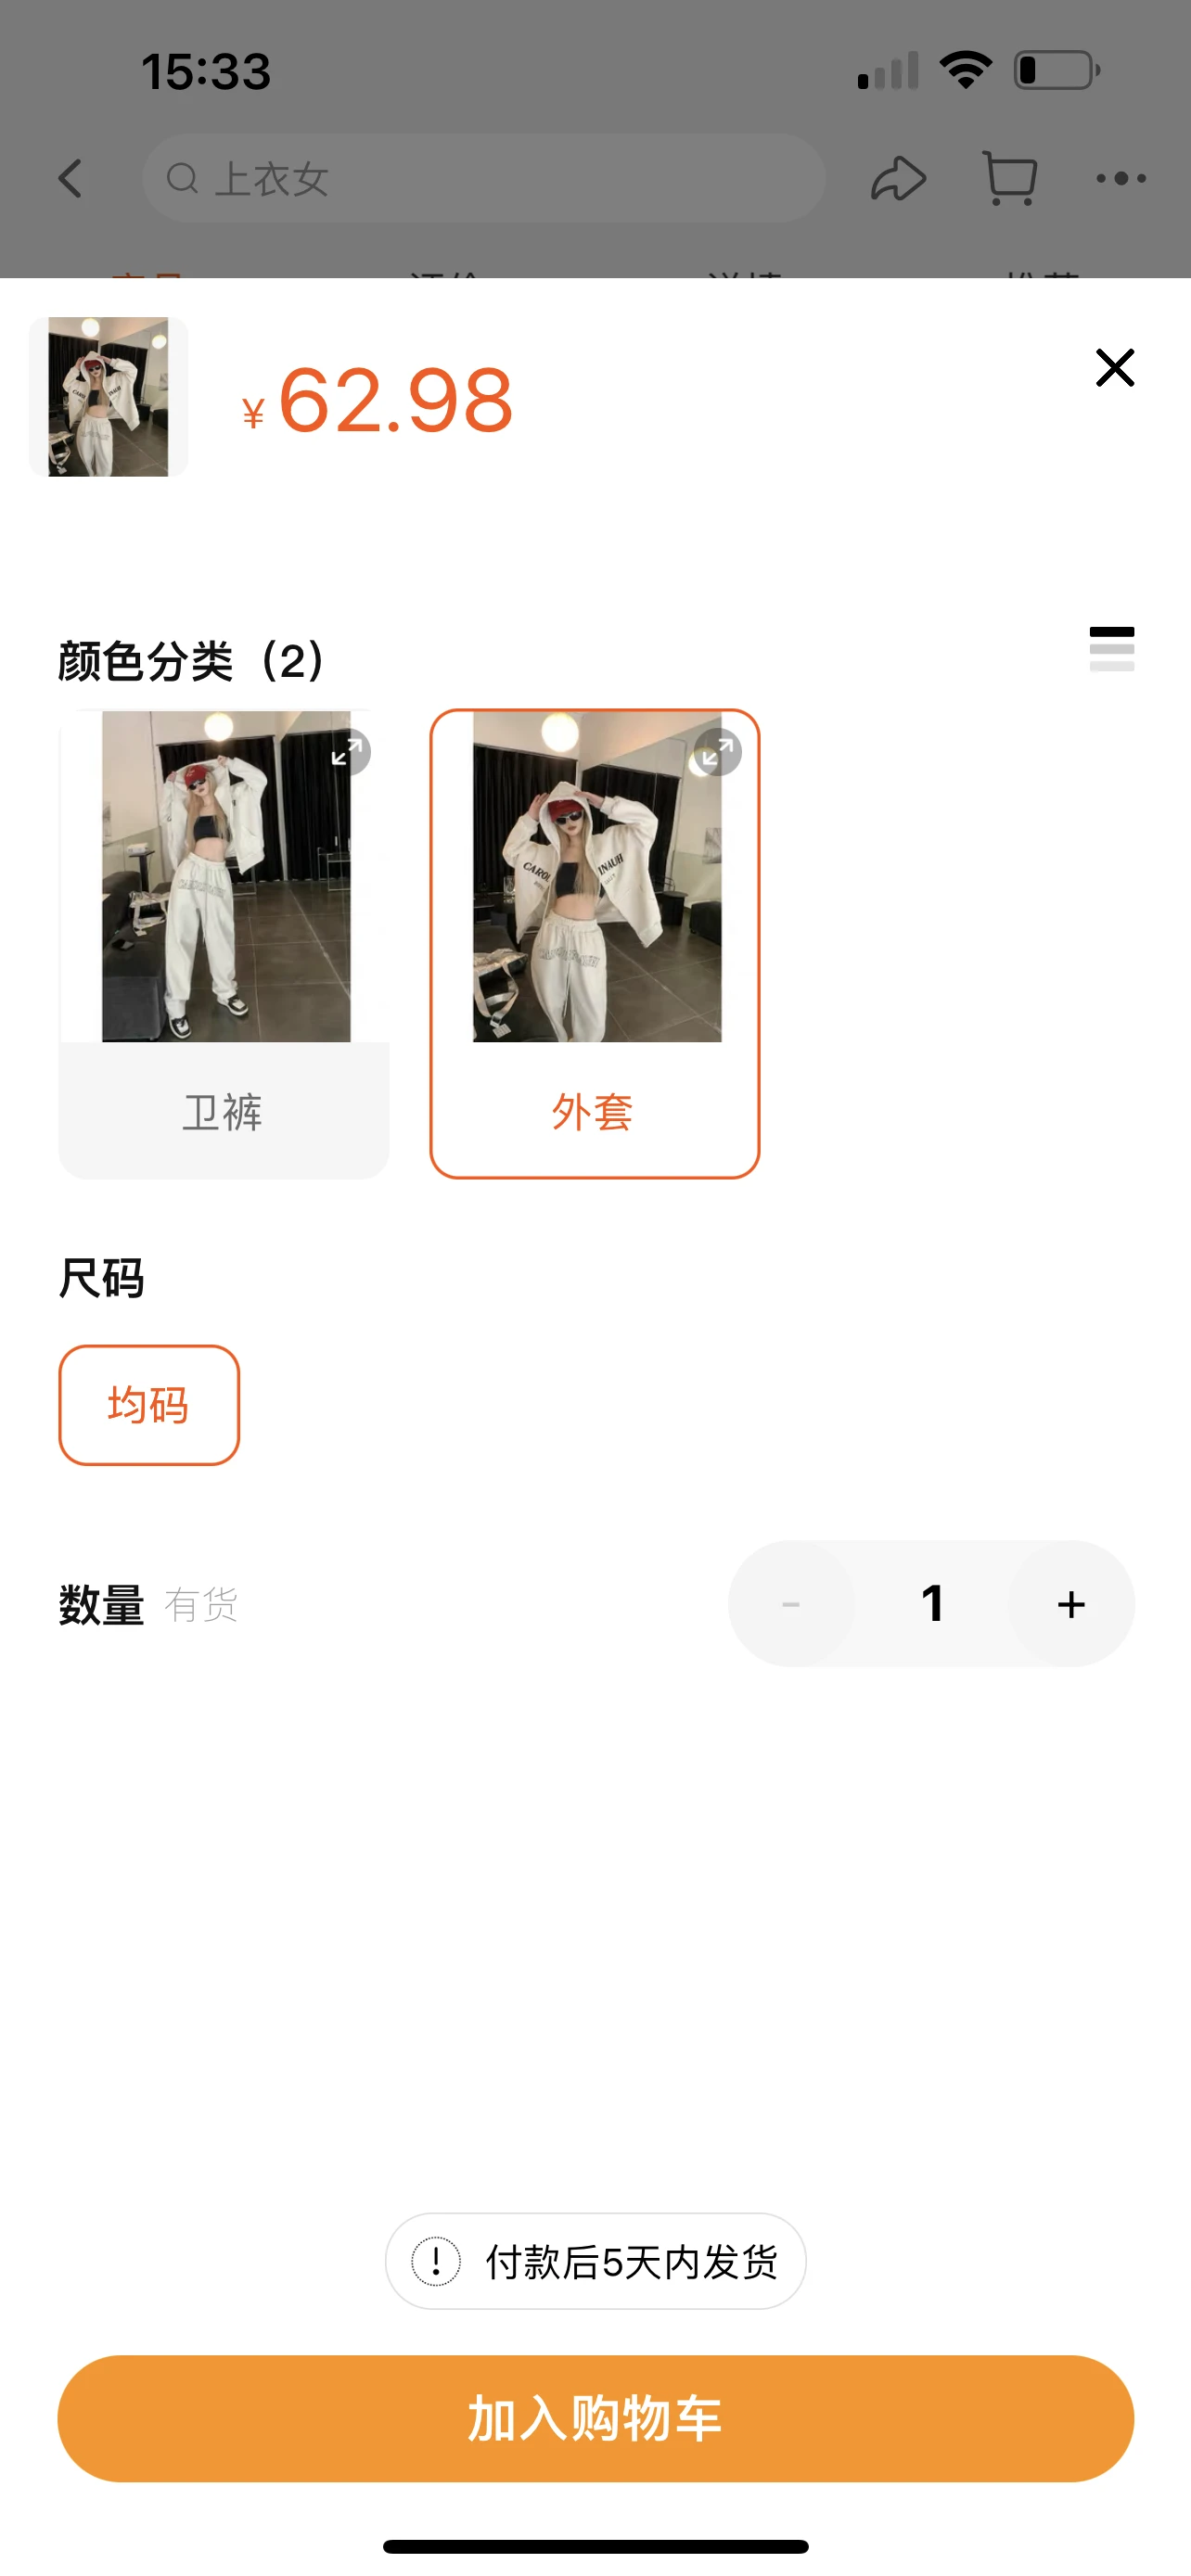 15:33
上衣女
¥62.98
颜色分类（2）
CAROL
INAUH
卫裤
外套
尺码
均码
数量 有货
- 1 +
付款后5天内发货
加入购物车